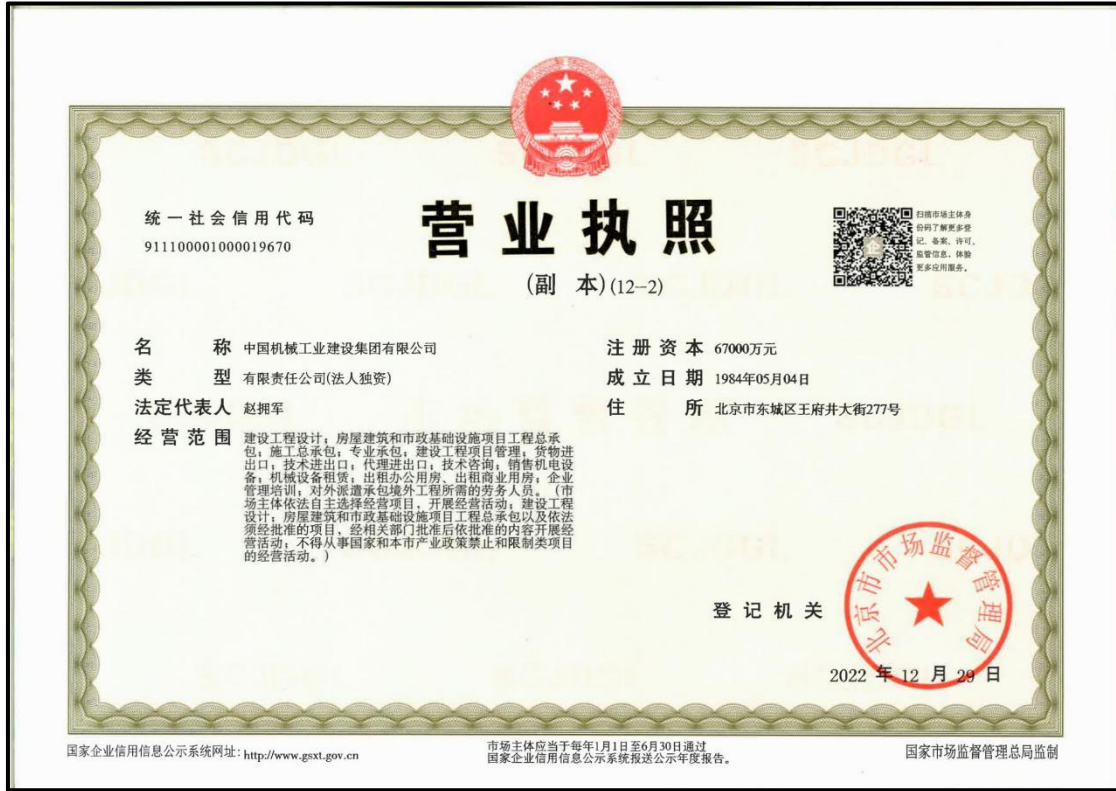 营业执照
(副 本)(12-2)
统一社会信用代码
911100001000019670
扫描市场主体身
份码了解更多登
记、备案、许可、
监管信息、体验
更多应用服务。
企
名 称 中国机械工业建设集团有限公司
类 型 有限责任公司(法人独资)
法定代表人 赵拥军
经营范围 建设工程设计；房屋建筑和市政基础设施项目工程总承
包；施工总承包；专业承包；建设工程项目管理；货物进
出口；技术进出口；代理进出口；技术咨询；销售机电设
备；机械设备租赁；出租办公用房、出租商业用房；企业
管理培训；对外派遣承包境外工程所需的劳务人员。（市
场主体依法自主选择经营项目，开展经营活动；建设工程
设计；房屋建筑和市政基础设施项目工程总承包以及依法
须经批准的项目，经相关部门批准后依批准的内容开展经
营活动；不得从事国家和本市产业政策禁止和限制类项目
的经营活动。）
注册资本 67000万元
成立日期 1984年05月04日
住 所 北京市东城区王府井大街277号
登记机关
北京市市场监督管理局
2022 年 12 月 29 日
国家企业信用信息公示系统网址：http://www.gsxt.gov.cn
市场主体应当于每年1月1日至6月30日通过
国家企业信用信息公示系统报送公示年度报告。
国家市场监督管理总局监制